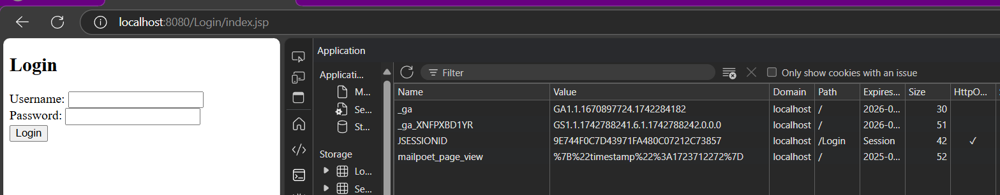 localhost:8080/Login/index.jsp
Login
Username:
Password:
Login
Application
Applicati...
M...
Se...
St...
Storage
Lo...
Se...
Filter
Only show cookies with an issue
Name Value Domain Path Expires... Size HttpO...
_ga GA1.1.1670897724.1742284182 localhost / 2026-0... 30
_ga_XNFPXBD1YR GS1.1.1742788241.6.1.1742788242.0.0.0 localhost / 2026-0... 51
JSESSIONID 9E744F0C7D43971FA480C07212C73857 localhost /Login Session 42 ✓
mailpoet_page_view %7B%22timestamp%22%3A1723712272%7D localhost / 2025-0... 52